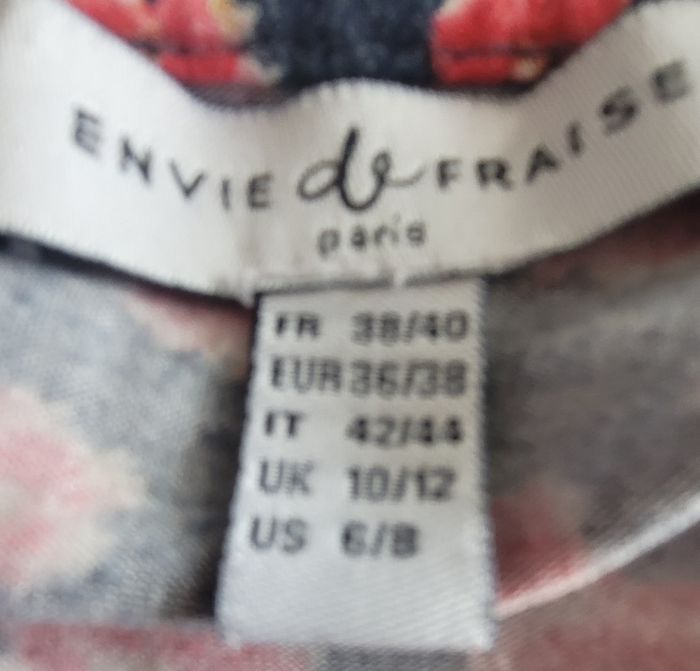 ENVIE de FRAISE
paris
FR 38/40
EUR 36/38
IT 42/44
UK 10/12
US 6/8